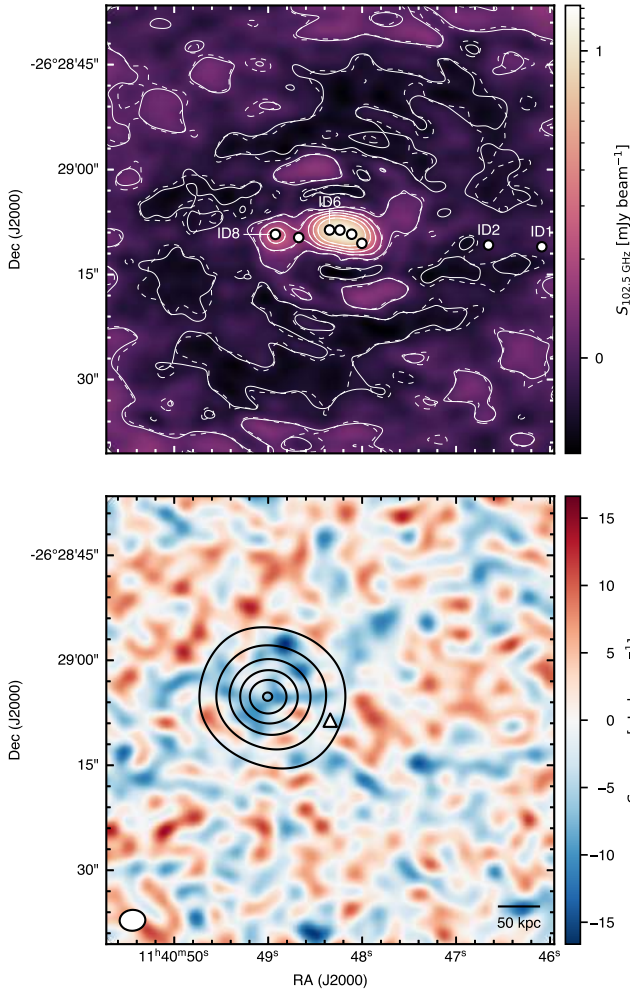 -26°28'45"
29'00"
15"
30"
Dec (J2000)
ID6
ID8
ID2
ID1
1
0
S102.5 GHz [mJy beam−1]
-26°28'45"
29'00"
15"
30"
Dec (J2000)
50 kpc
11h40m50s
49s
48s
47s
46s
RA (J2000)
15
10
5
0
−5
−10
−15